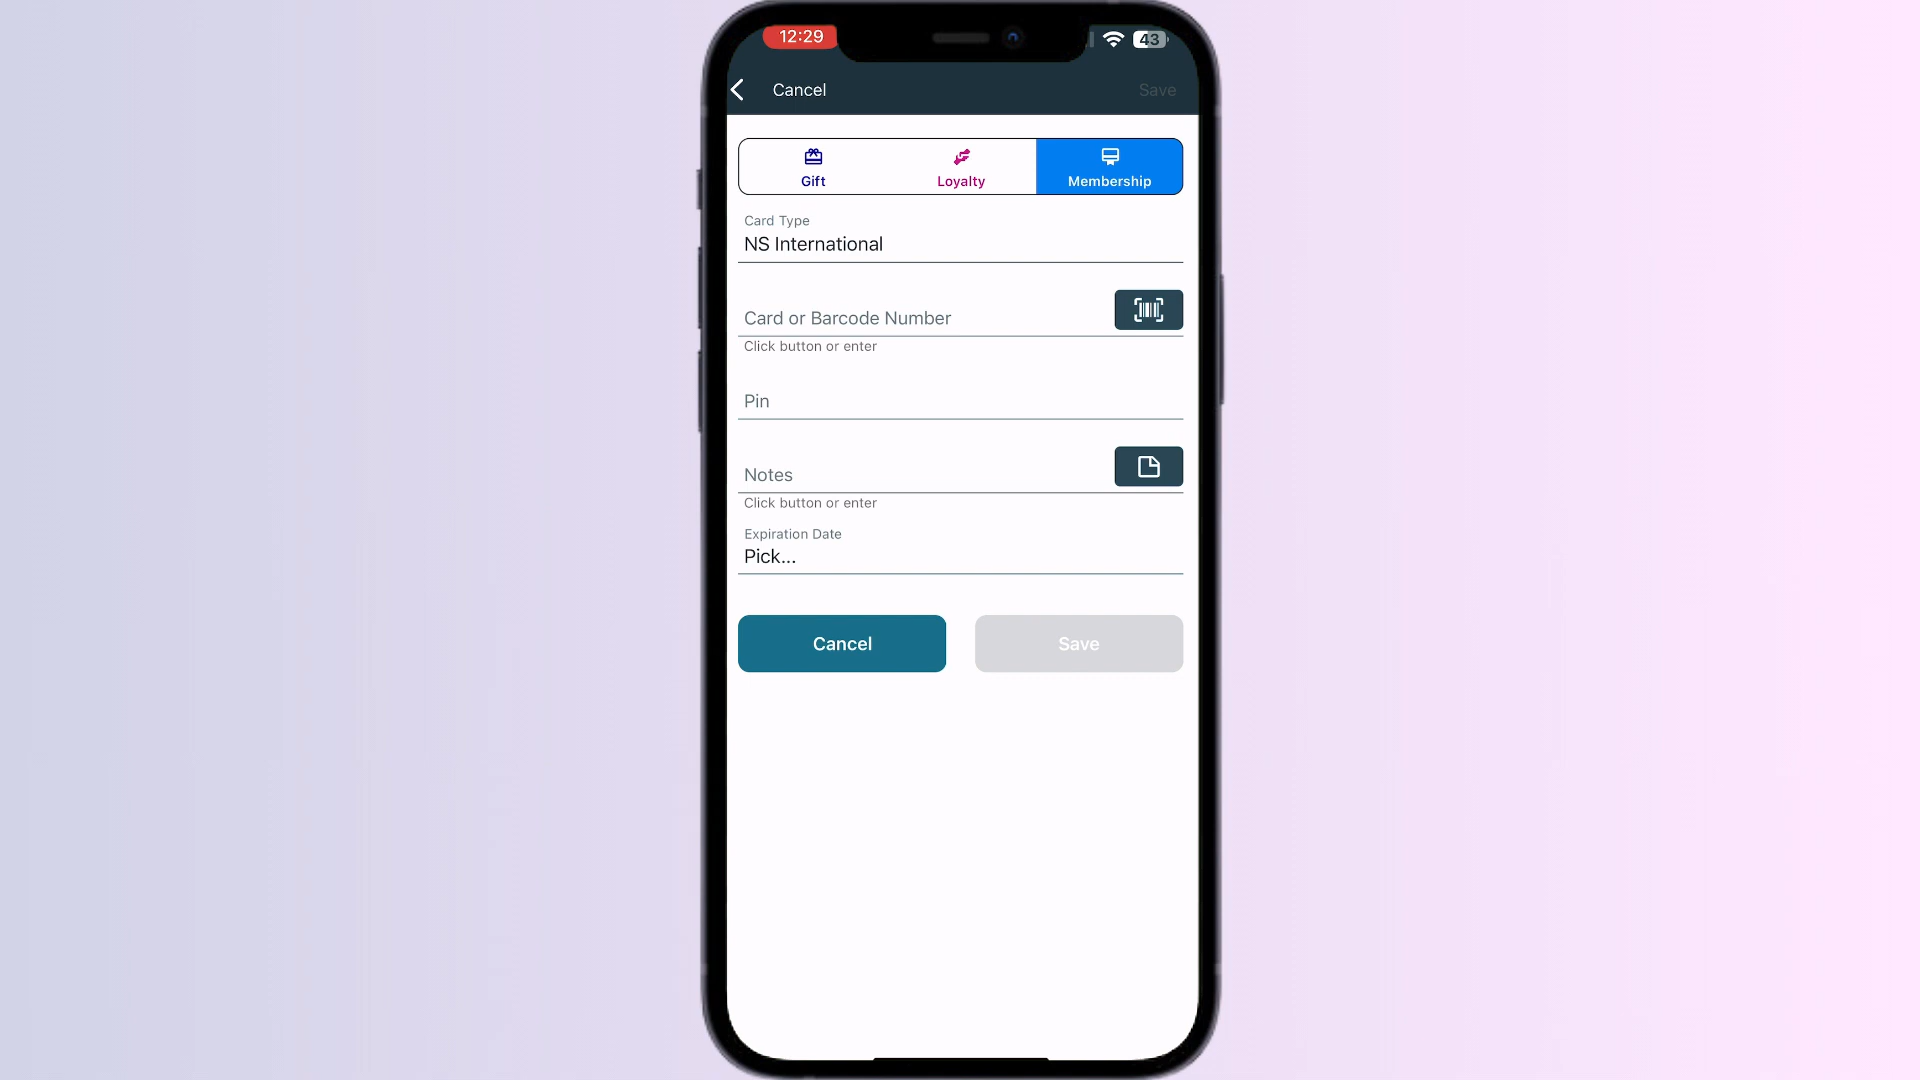 12:29
43
Cancel
Save
Gift
Loyalty
Membership
Card Type
NS International
Card or Barcode Number
Click button or enter
Pin
Notes
Click button or enter
Expiration Date
Pick...
Cancel
Save